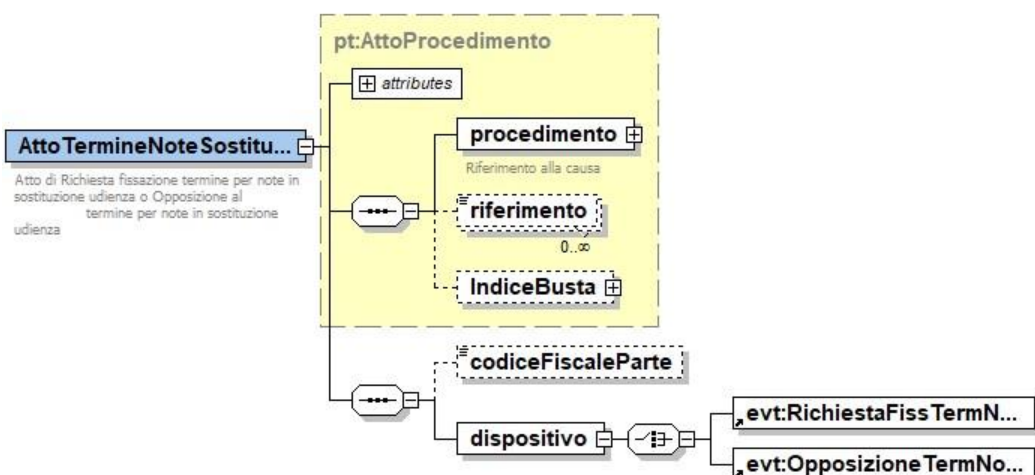 pt:AttoProcedimento
attributes
AttoTermineNoteSostitu...
Atto di Richiesta fissazione termine per note in
sostituzione udienza o Opposizione al
termine per note in sostituzione
udienza
procedimento
Riferimento alla causa
riferimento
0..∞
IndiceBusta
codiceFiscaleParte
dispositivo
evt:RichiestaFissTermN...
evt:OpposizioneTermNo...